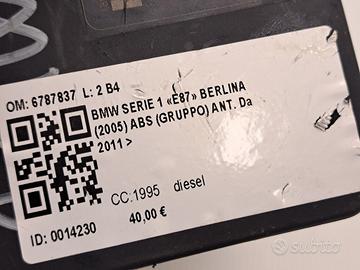 OM: 6787837 L: 2 B4
BMW SERIE 1 «E87» BERLINA
(2005) ABS (GRUPPO) ANT. Da
2011 >
CC.1995 diesel
40,00 €
ID: 0014230
subito